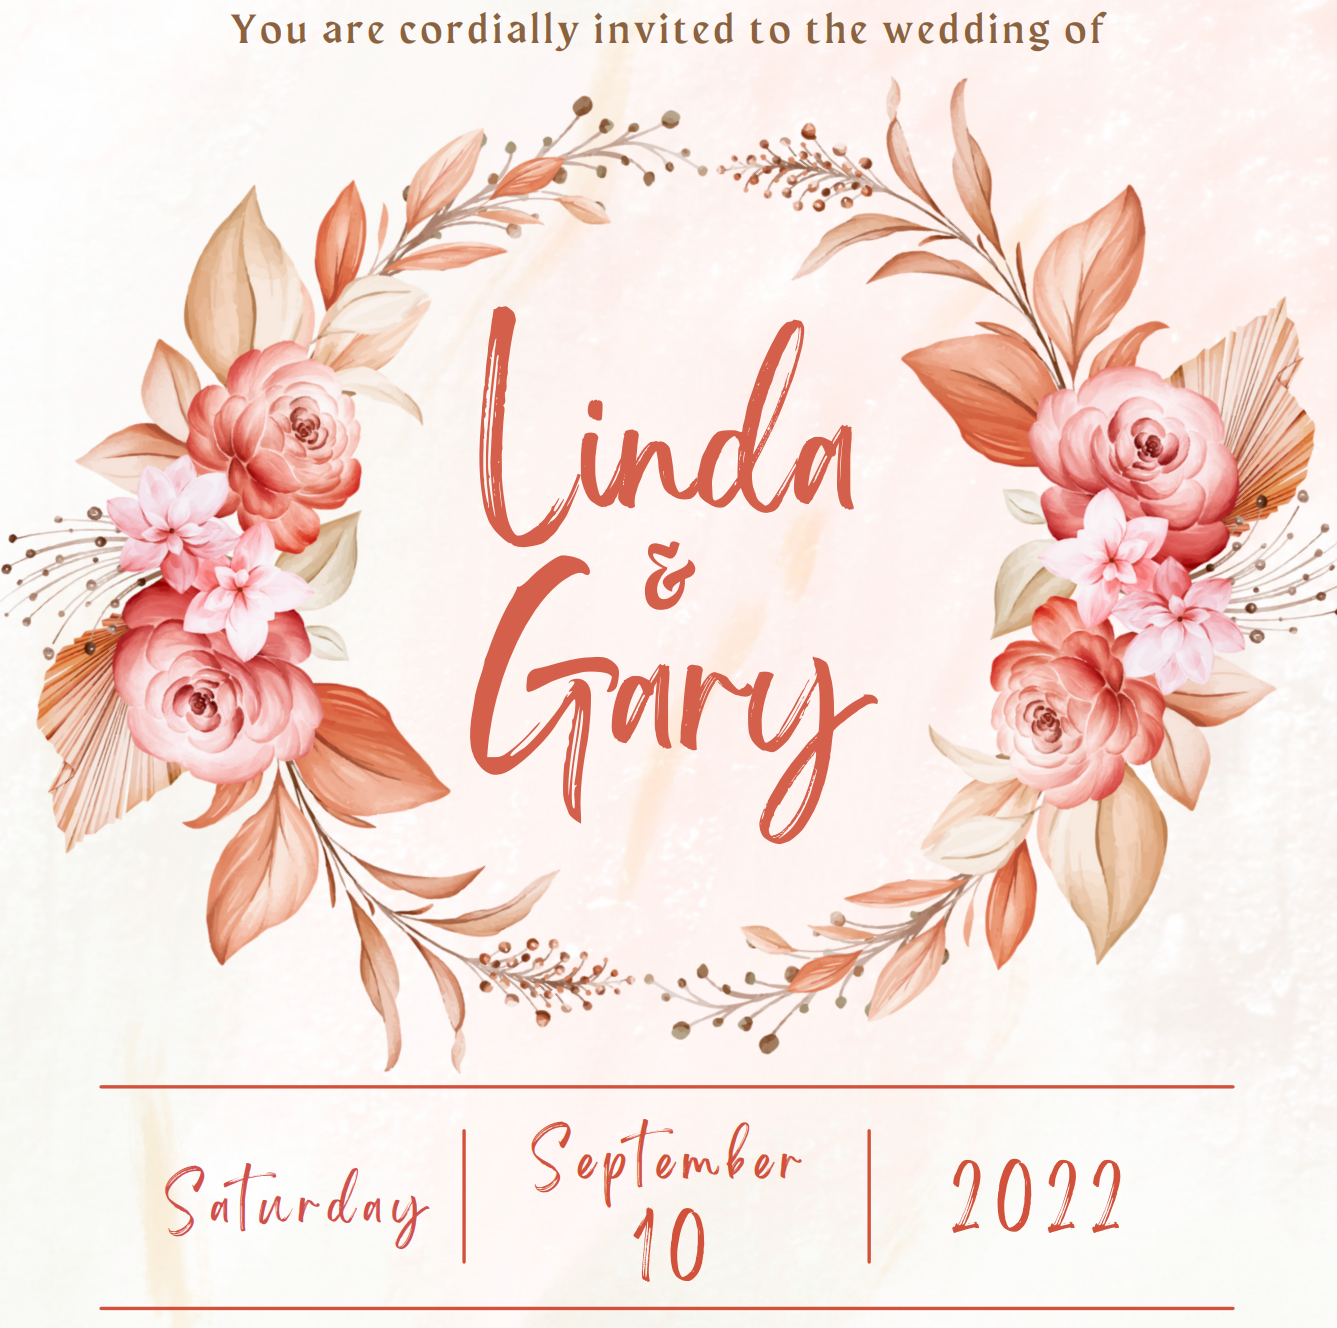 You are cordially invited to the wedding of
Linda
&
Gary
Saturday
September
10
2022